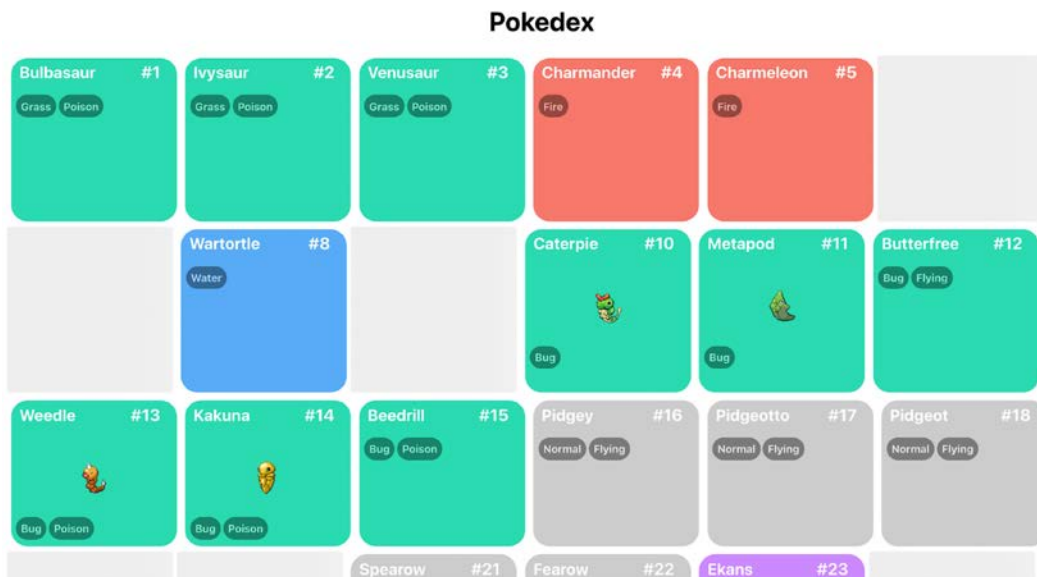 Pokedex
Bulbasaur #1
Grass Poison
Ivysaur #2
Grass Poison
Venusaur #3
Grass Poison
Charmander #4
Fire
Charmeleon #5
Fire
Wartortle #8
Water
Caterpie #10
Bug
Metapod #11
Bug
Butterfree #12
Bug Flying
Weedle #13
Bug Poison
Kakuna #14
Bug Poison
Beedrill #15
Bug Poison
Pidgey #16
Normal Flying
Pidgeotto #17
Normal Flying
Pidgeot #18
Normal Flying
Spearow #21
Fearow #22
Ekans #23